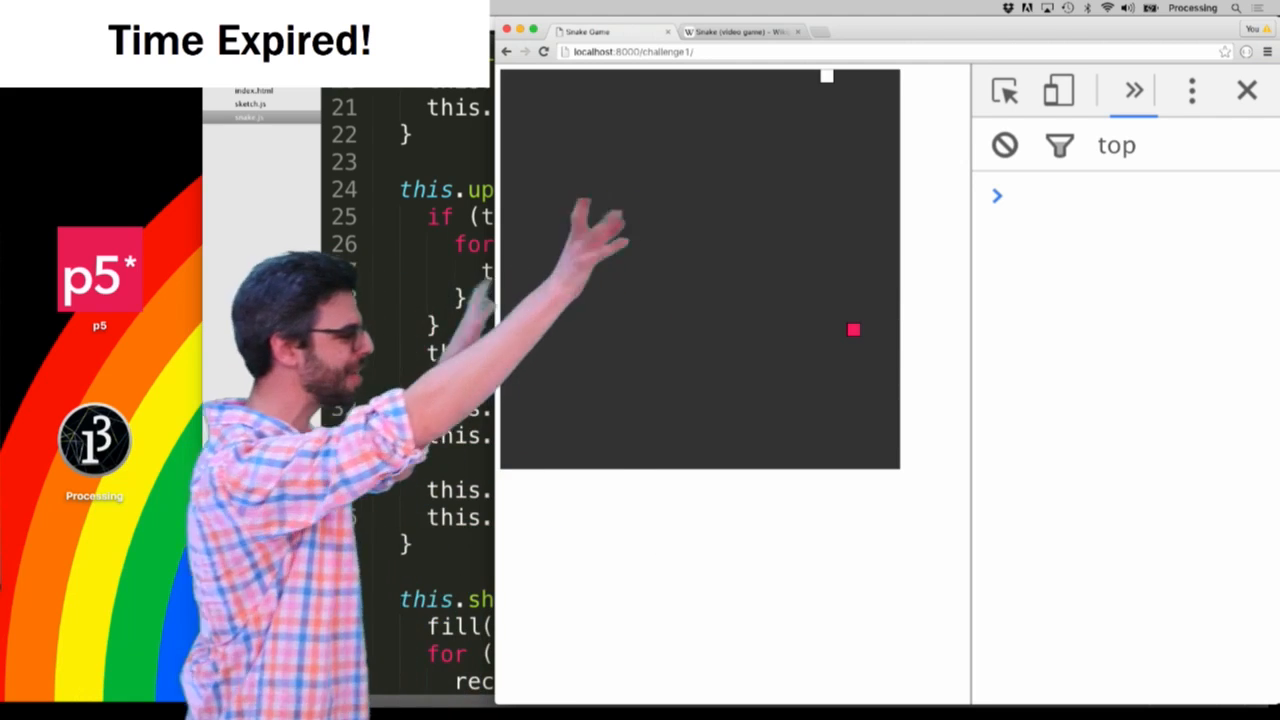 Time Expired!
Processing
Snake Game
Snake (video game) - Wiki
You
localhost:8000/challenge1/
index.html
sketch.js
snake.js
top
21 this.
22 }
23
24 this.up
25 if (t
26 for
t
}
}
th
this.
this.
this.
}
this.sh
fill(
for (
rec
p5*
p5
Processing